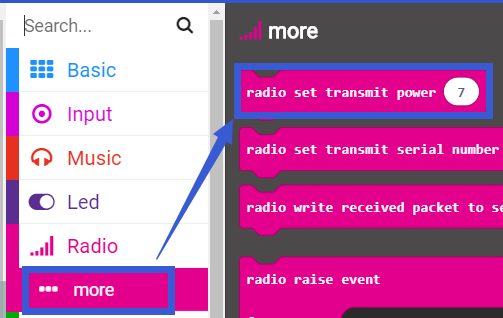 Search...
Basic
Input
Music
Led
Radio
more
more
radio set transmit power 7
radio set transmit serial number
radio write received packet to se
radio raise event